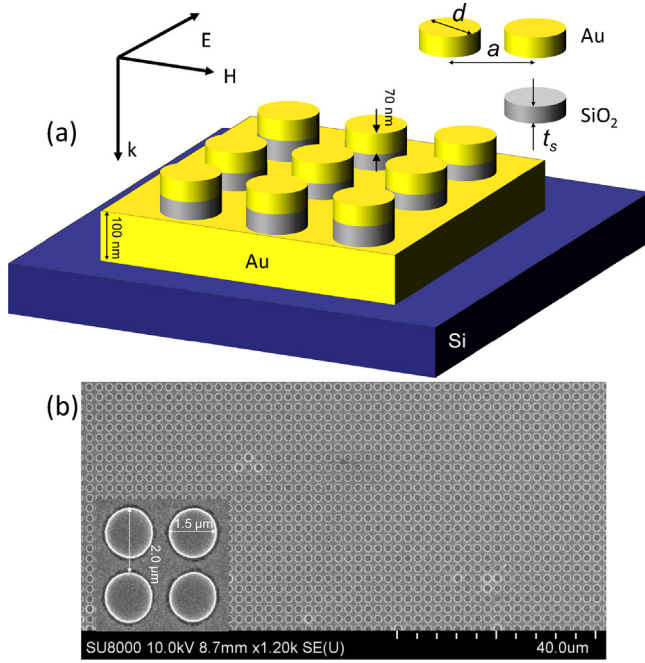 E
H
k
(a)
d
a
Au
SiO2
ts
70 nm
100 nm
Au
Si
(b)
1.5 μm
2.0 μm
SU8000 10.0kV 8.7mm x1.20k SE(U)
40.0um